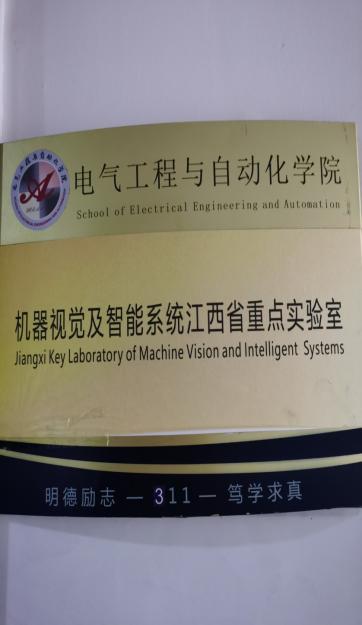 电气工程与自动化学院
School of Electrical Engineering and Automation
机器视觉及智能系统江西省重点实验室
Jiangxi Key Laboratory of Machine Vision and Intelligent Systems
明德励志 — 311 — 笃学求真